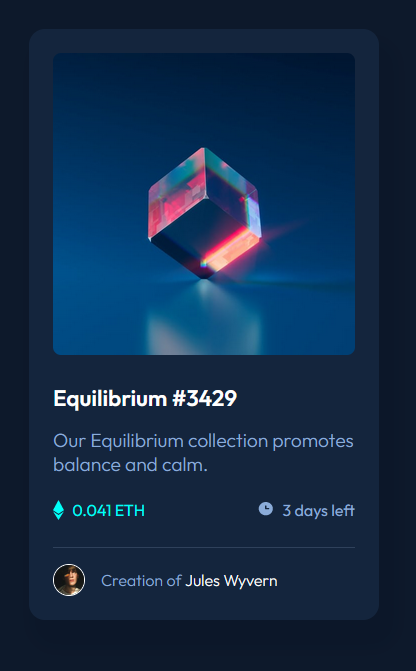 Equilibrium #3429
Our Equilibrium collection promotes
balance and calm.
0.041 ETH
3 days left
Creation of Jules Wyvern